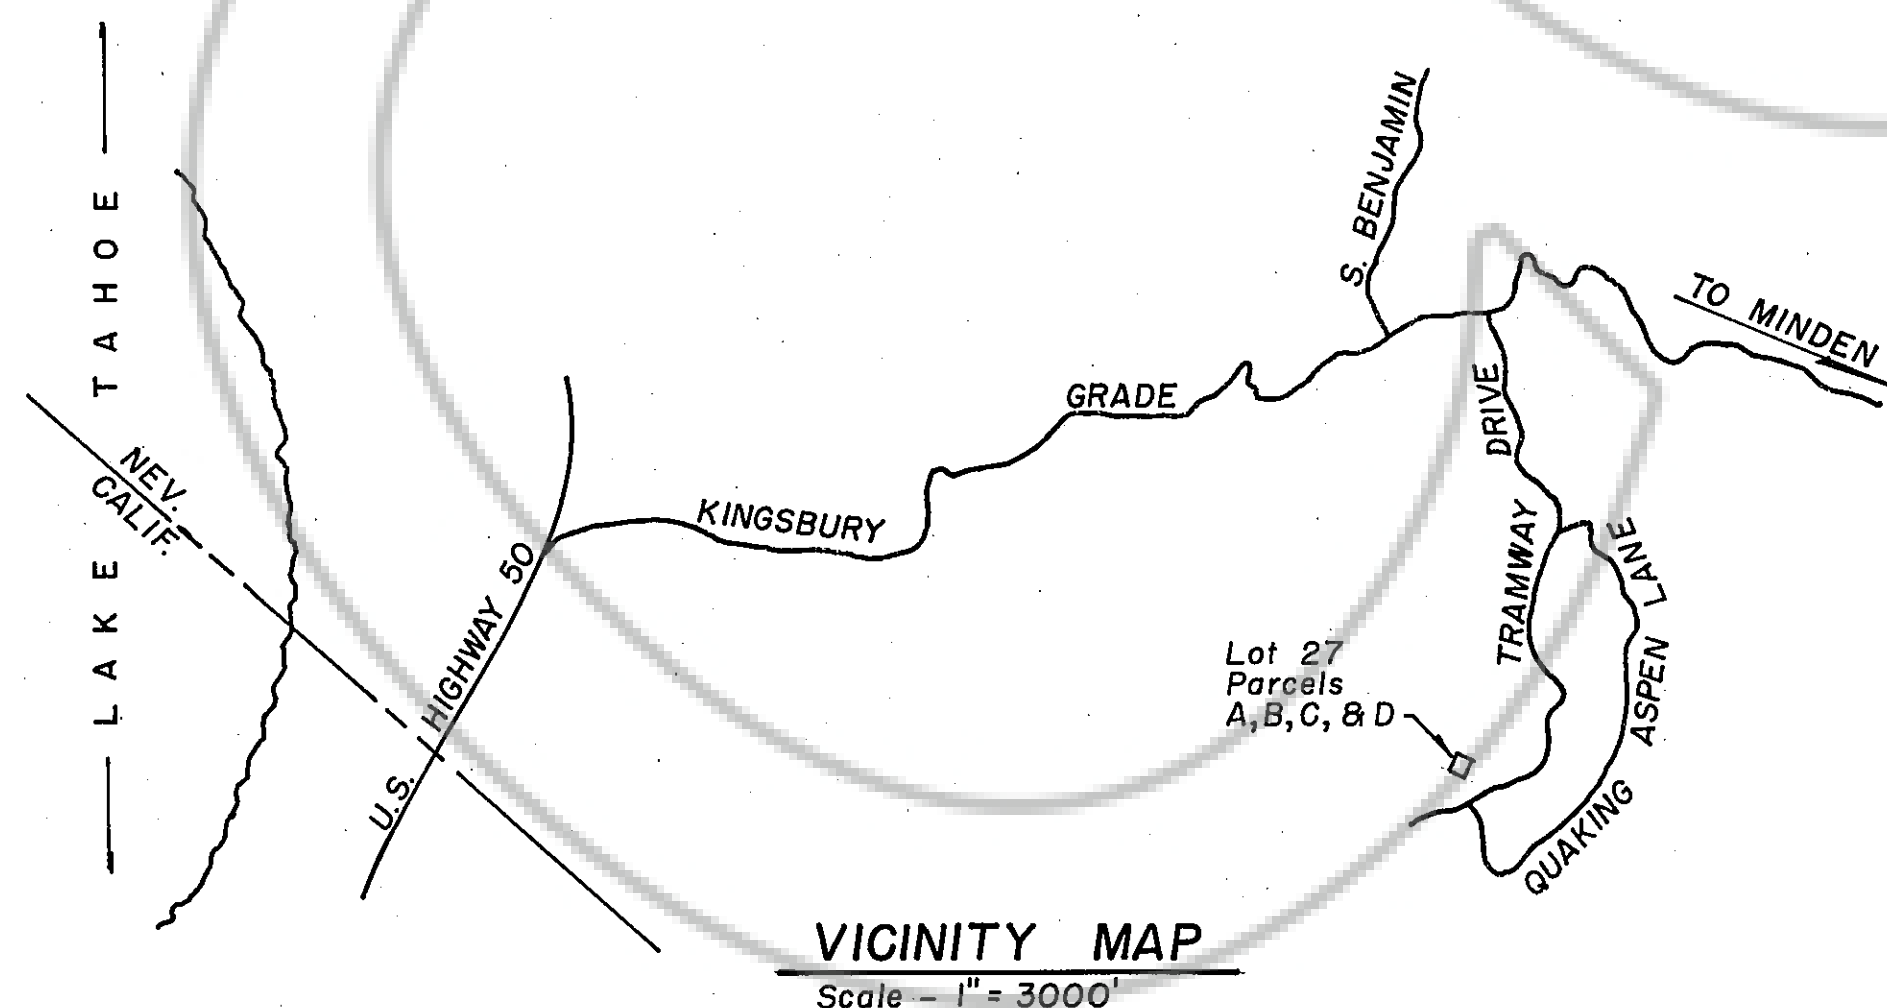 LAKE TAHOE
NEV.
CALIF.
U.S. HIGHWAY 50
KINGSBURY GRADE
S. BENJAMIN
TO MINDEN
TRAMWAY DRIVE
QUAKING ASPEN LANE
Lot 27
Parcels
A, B, C, & D
VICINITY MAP
Scale - 1" = 3000'